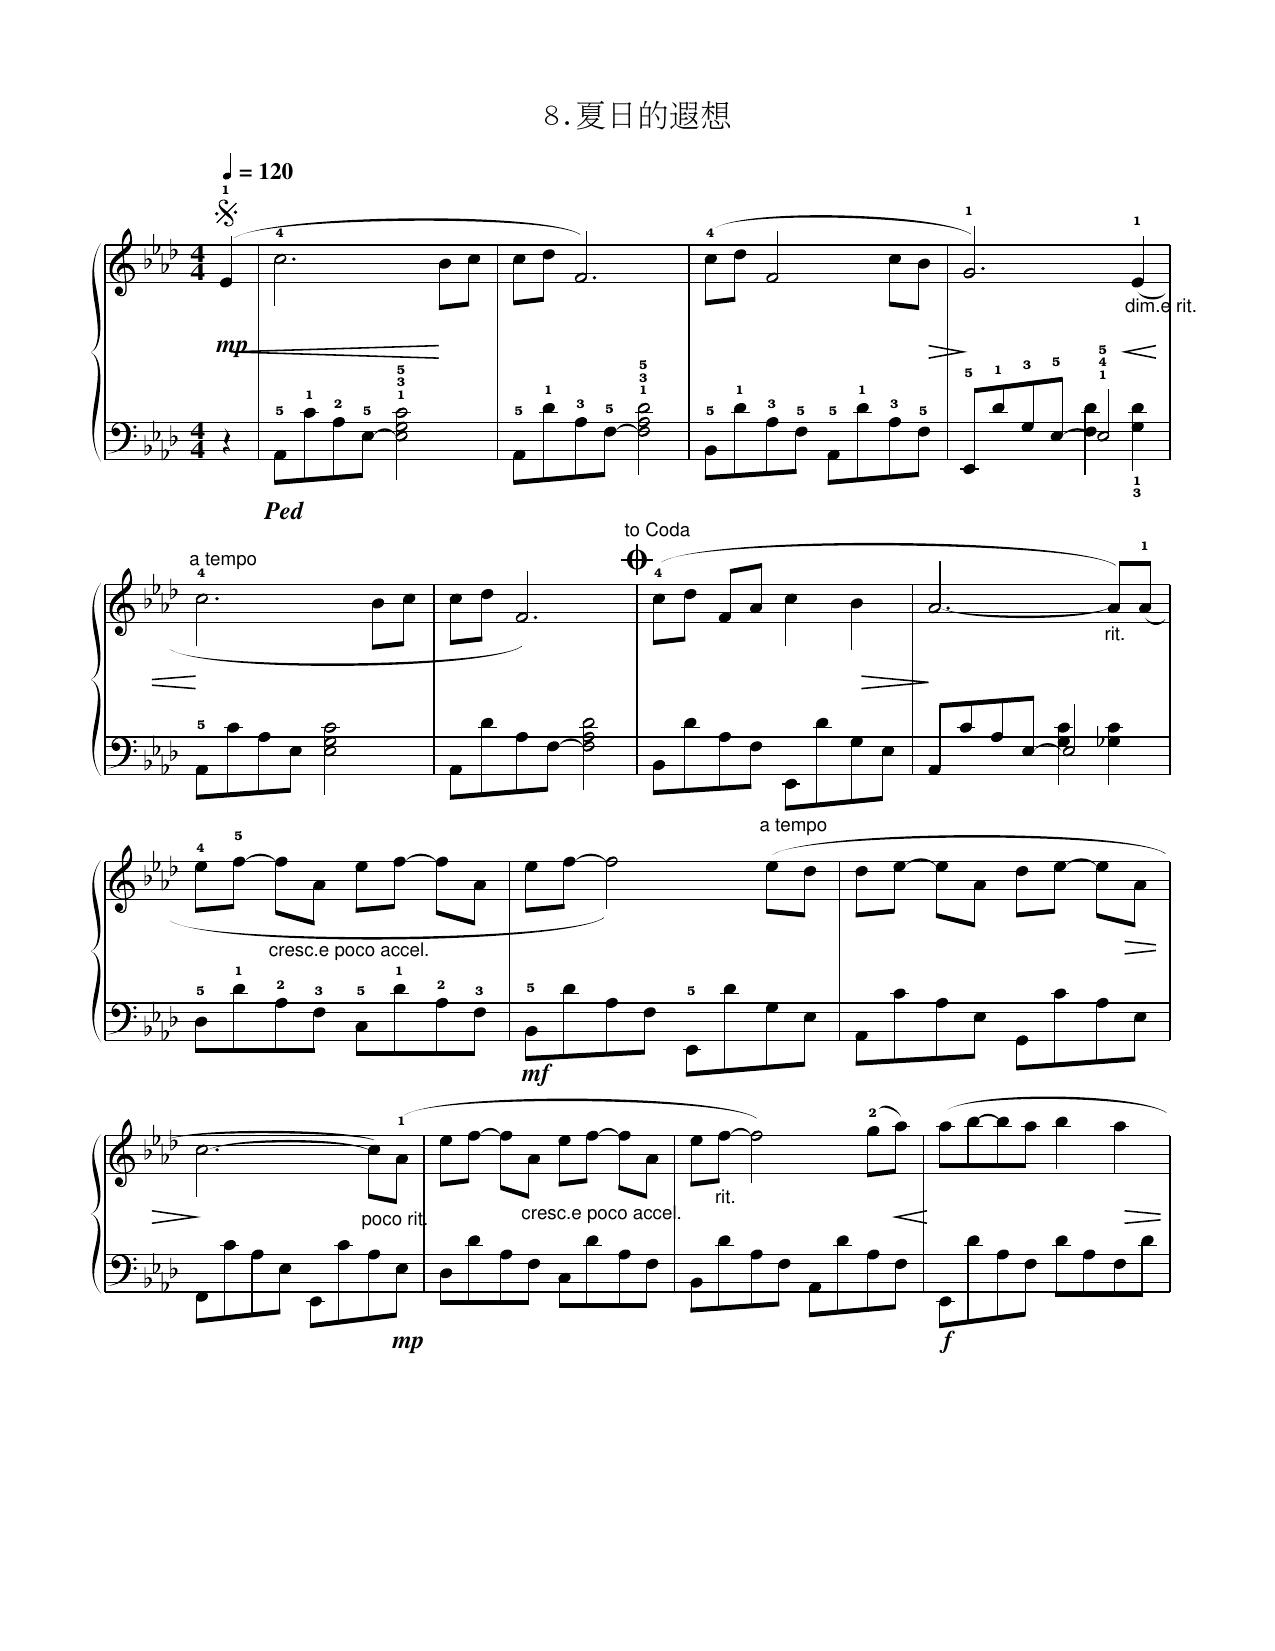 8.夏日的遐想
= 120
1
4 4 1 1
4
4
dim.e rit.
mp
5 1 2 5 1 3 5 5 1 3 5 1 3 5 5 1 3 5 5 1 3 5 5 1 3 5 1 4 5
4
4
1
3
Ped
to Coda
a tempo
4 4 1
rit.
5
a tempo
4 5
cresc.e poco accel.
5 1 2 3 5 1 2 3 5 5
mf
1 2
rit.
poco rit. cresc.e poco accel.
mp f